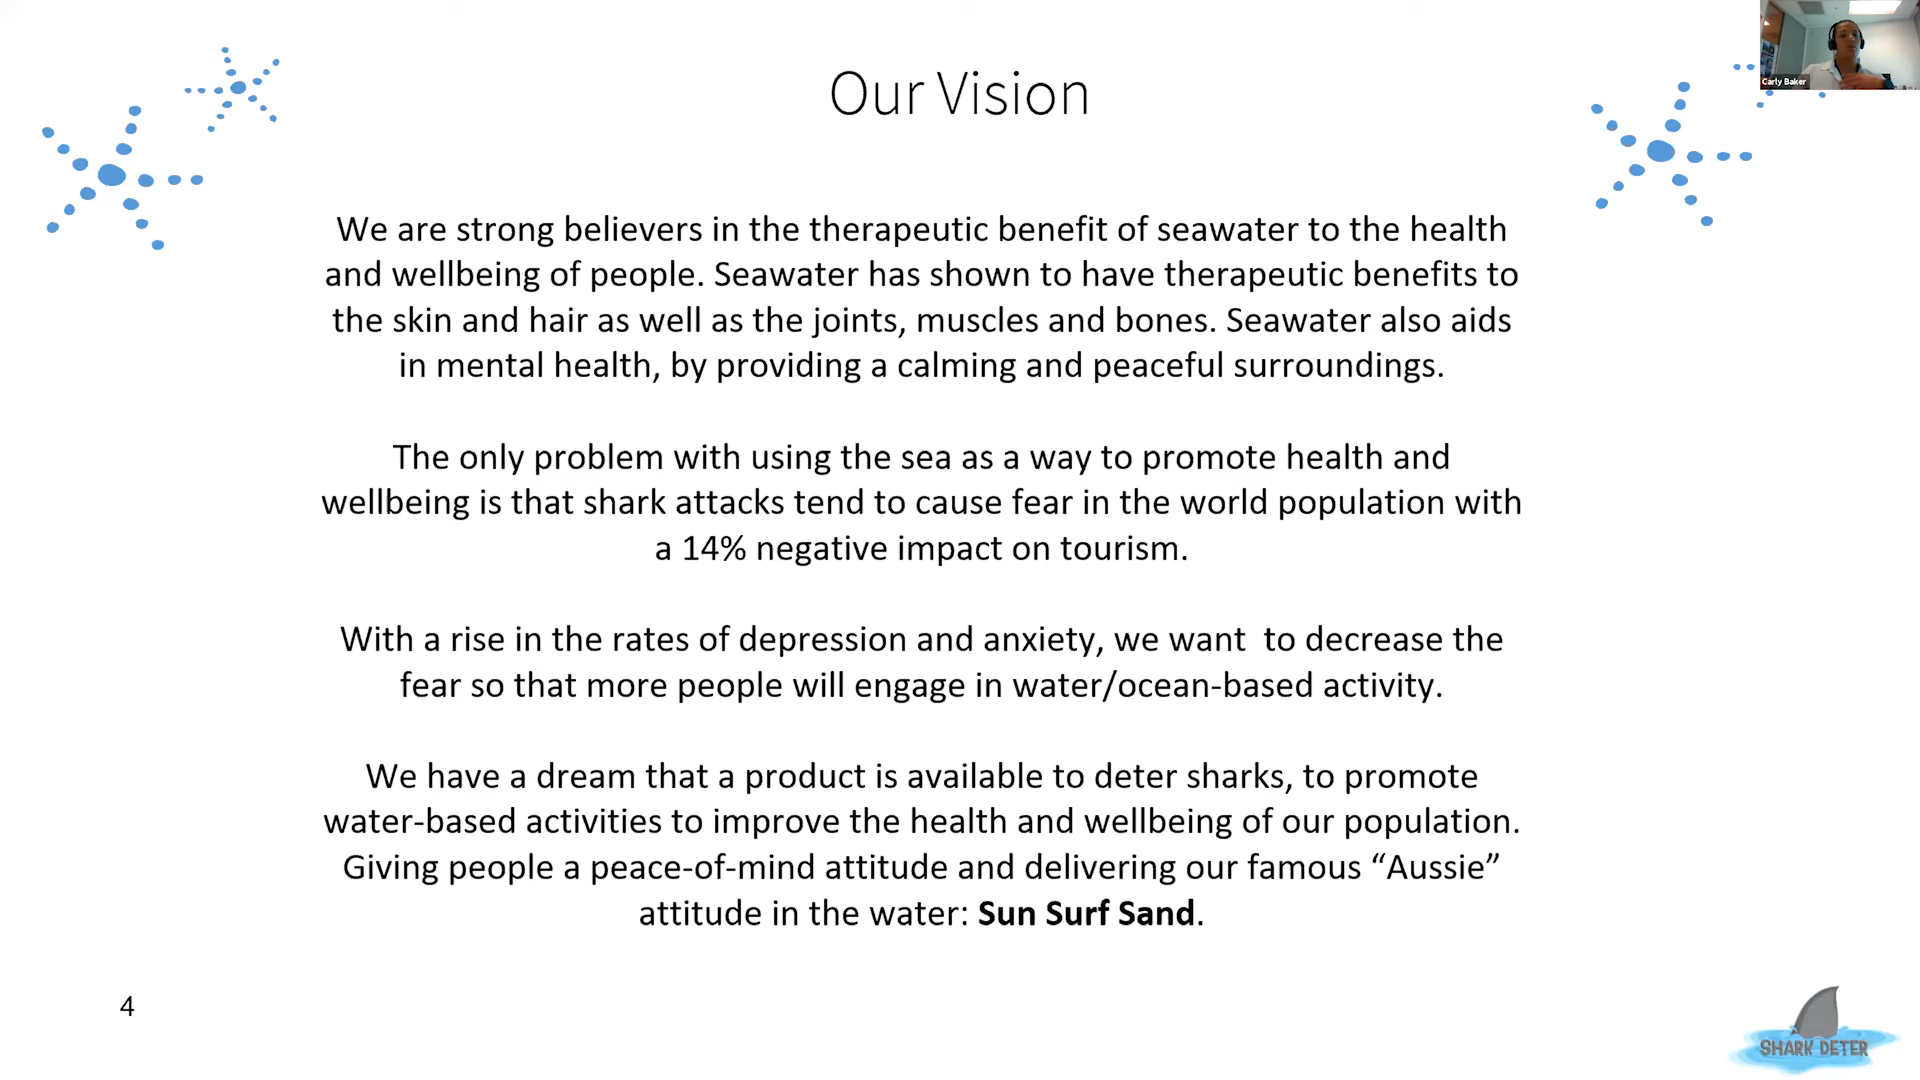 Our Vision
Carly Baker
We are strong believers in the therapeutic benefit of seawater to the health
and wellbeing of people. Seawater has shown to have therapeutic benefits to
the skin and hair as well as the joints, muscles and bones. Seawater also aids
in mental health, by providing a calming and peaceful surroundings.
The only problem with using the sea as a way to promote health and
wellbeing is that shark attacks tend to cause fear in the world population with
a 14% negative impact on tourism.
With a rise in the rates of depression and anxiety, we want  to decrease the
fear so that more people will engage in water/ocean-based activity.
We have a dream that a product is available to deter sharks, to promote
water-based activities to improve the health and wellbeing of our population.
Giving people a peace-of-mind attitude and delivering our famous “Aussie”
attitude in the water: Sun Surf Sand.
4
SHARK DETER